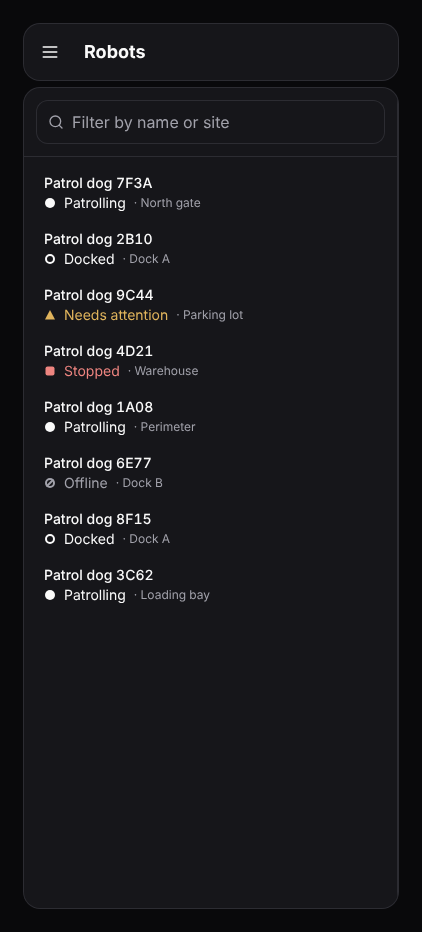 Robots
Filter by name or site
Patrol dog 7F3A
Patrolling · North gate
Patrol dog 2B10
Docked · Dock A
Patrol dog 9C44
Needs attention · Parking lot
Patrol dog 4D21
Stopped · Warehouse
Patrol dog 1A08
Patrolling · Perimeter
Patrol dog 6E77
Offline · Dock B
Patrol dog 8F15
Docked · Dock A
Patrol dog 3C62
Patrolling · Loading bay